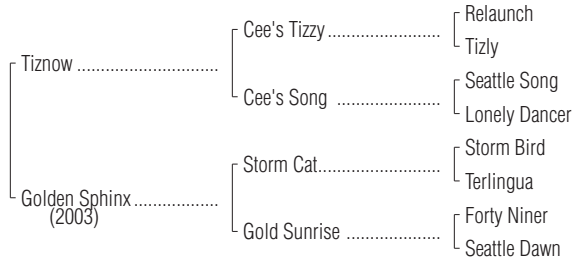 Relaunch
Cee's Tizzy
Tizly
Tiznow
Seattle Song
Cee's Song
Lonely Dancer
Storm Bird
Storm Cat
Terlingua
Golden Sphinx
(2003)
Forty Niner
Gold Sunrise
Seattle Dawn